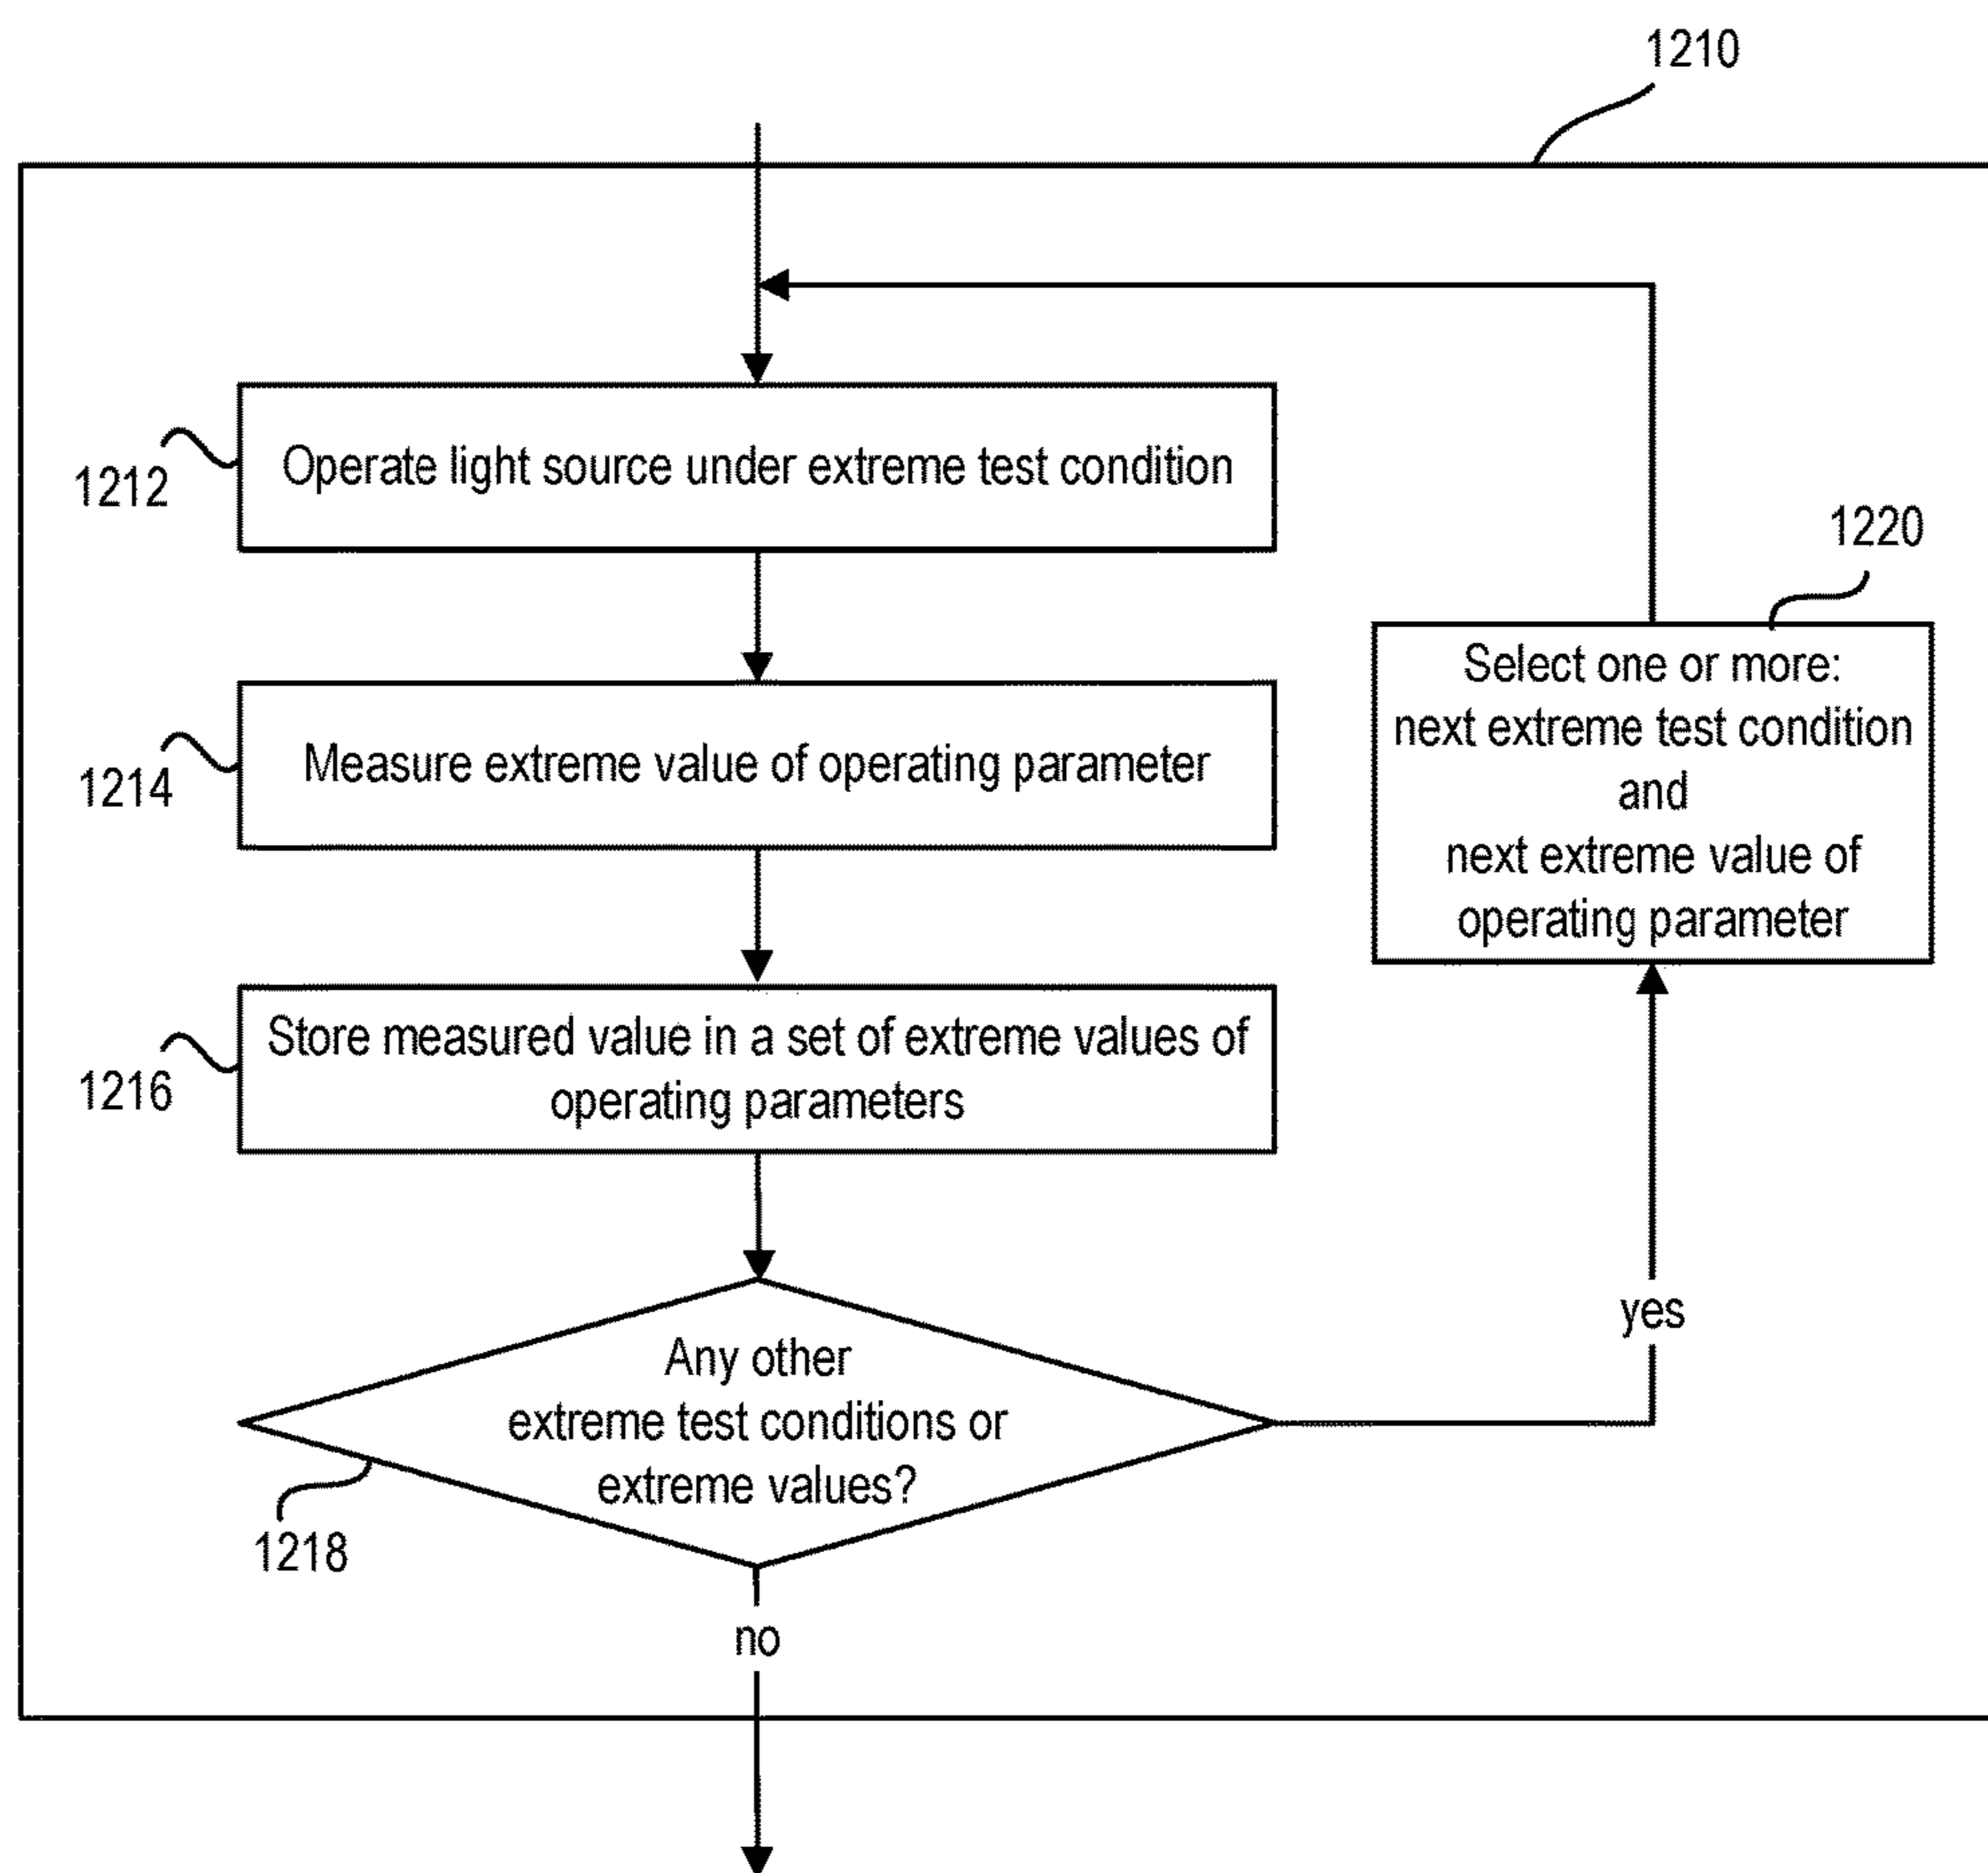 1210
Operate light source under extreme test condition
1212
1220
Select one or more:
next extreme test condition
and
next extreme value of
operating parameter
Measure extreme value of operating parameter
1214
Store measured value in a set of extreme values of
operating parameters
1216
Any other
extreme test conditions or
extreme values?
1218
yes
no